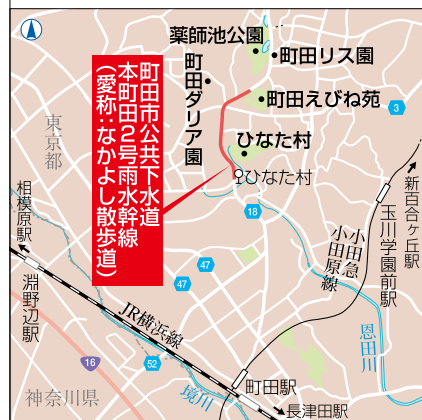 薬師池公園
町田リス園
町田ダリア園
町田えびね苑
3
ひなた村
ひなた村
町田市公共下水道
本町田2号雨水幹線
(愛称:なかよし散歩道)
東京都
相模原駅
淵野辺駅
18
新百合ヶ丘駅
玉川学園前駅
小田急
小田原線
恩田川
47
47
JR横浜線
16
52
境川
神奈川県
町田駅
長津田駅